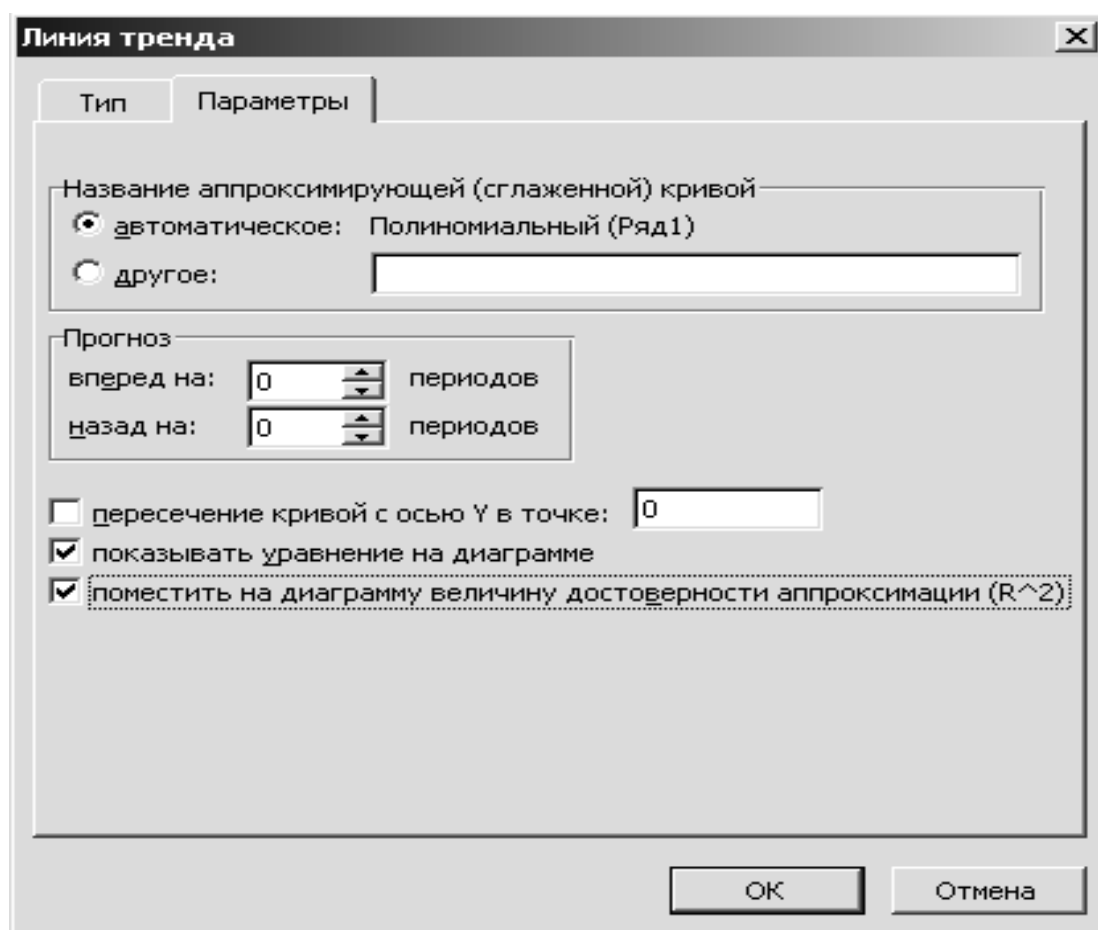 Линия тренда
Тип Параметры
Название аппроксимирующей (сглаженной) кривой
автоматическое: Полиномиальный (Ряд1)
другое:
Прогноз
вперед на: 0 периодов
назад на: 0 периодов
пересечение кривой с осью Y в точке: 0
показывать уравнение на диаграмме
поместить на диаграмму величину достоверности аппроксимации (R^2)
ОК Отмена